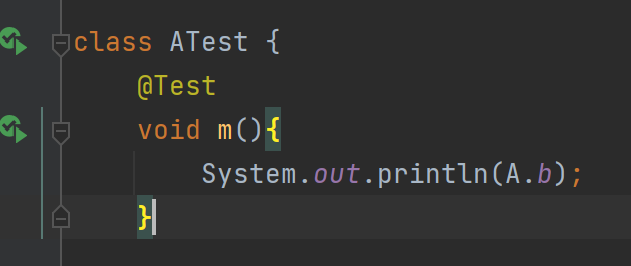 class ATest {
@Test
void m(){
System.out.println(A.b);
}